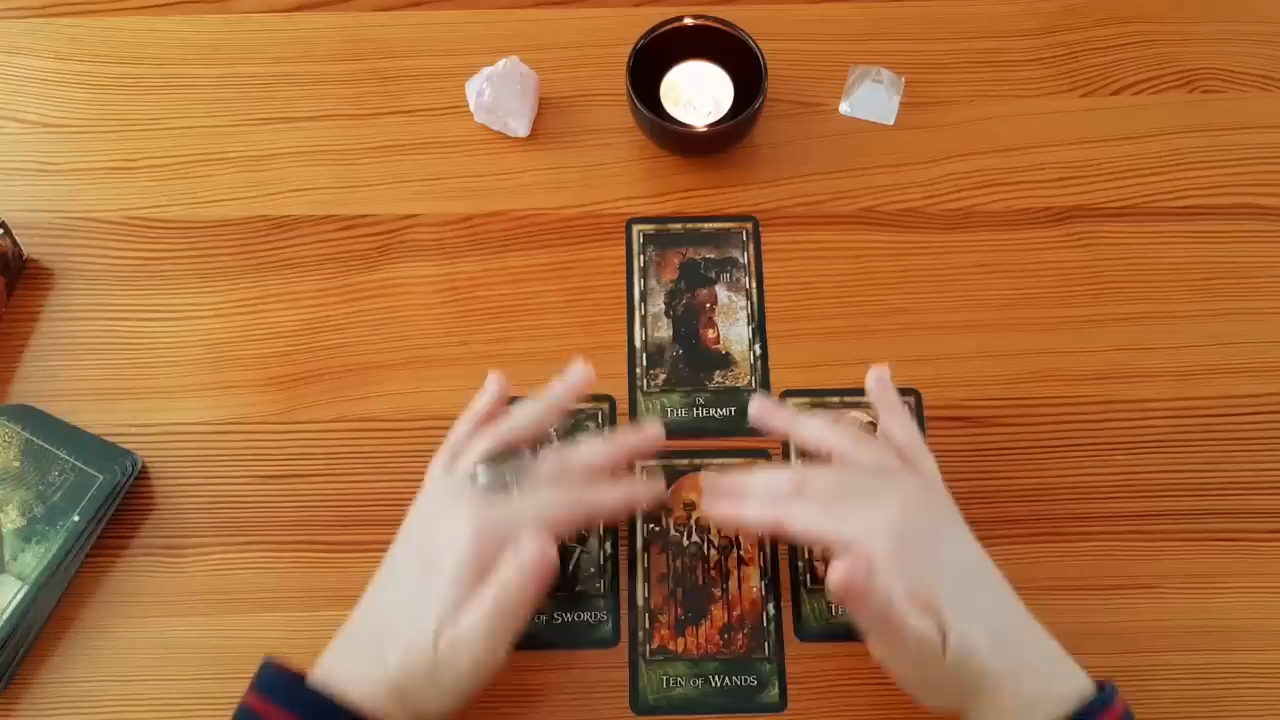 IX
THE HERMIT
OF SWORDS
TEN OF WANDS